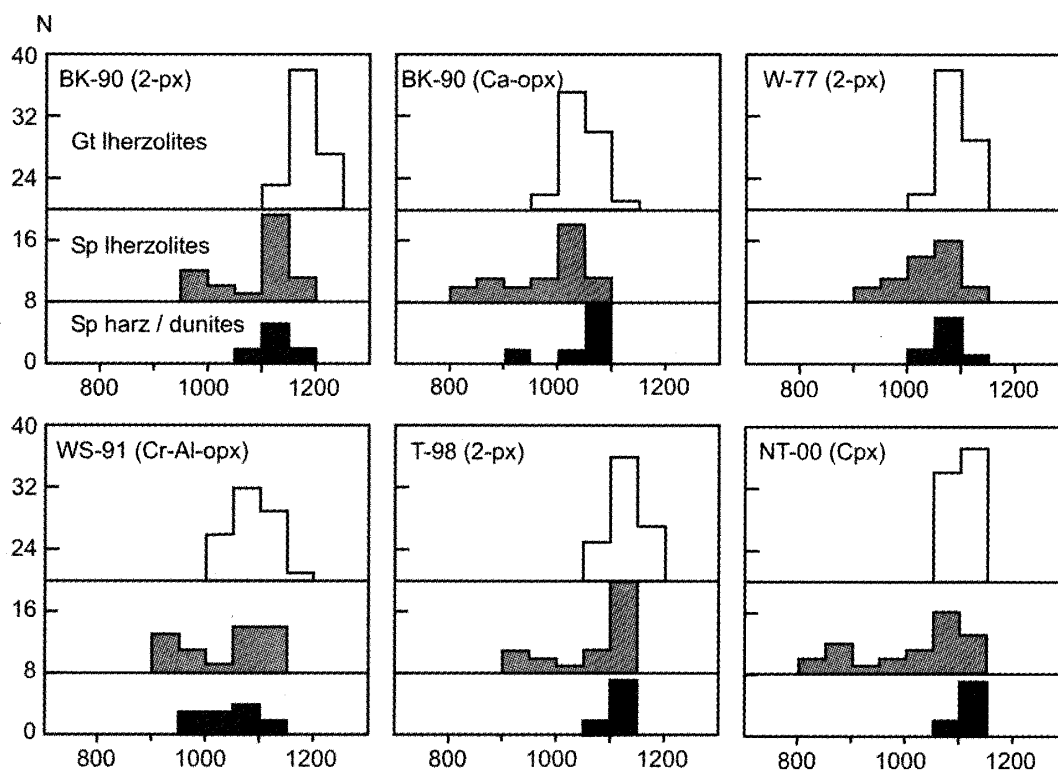 N
40 BK-90 (2-px) BK-90 (Ca-opx) W-77 (2-px)
32
Gt lherzolites
24
16 Sp lherzolites
8
Sp harz / dunites
0
800 1000 1200 800 1000 1200 800 1000 1200
40
WS-91 (Cr-Al-opx) T-98 (2-px) NT-00 (Cpx)
32
24
16
8
0
800 1000 1200 800 1000 1200 800 1000 1200